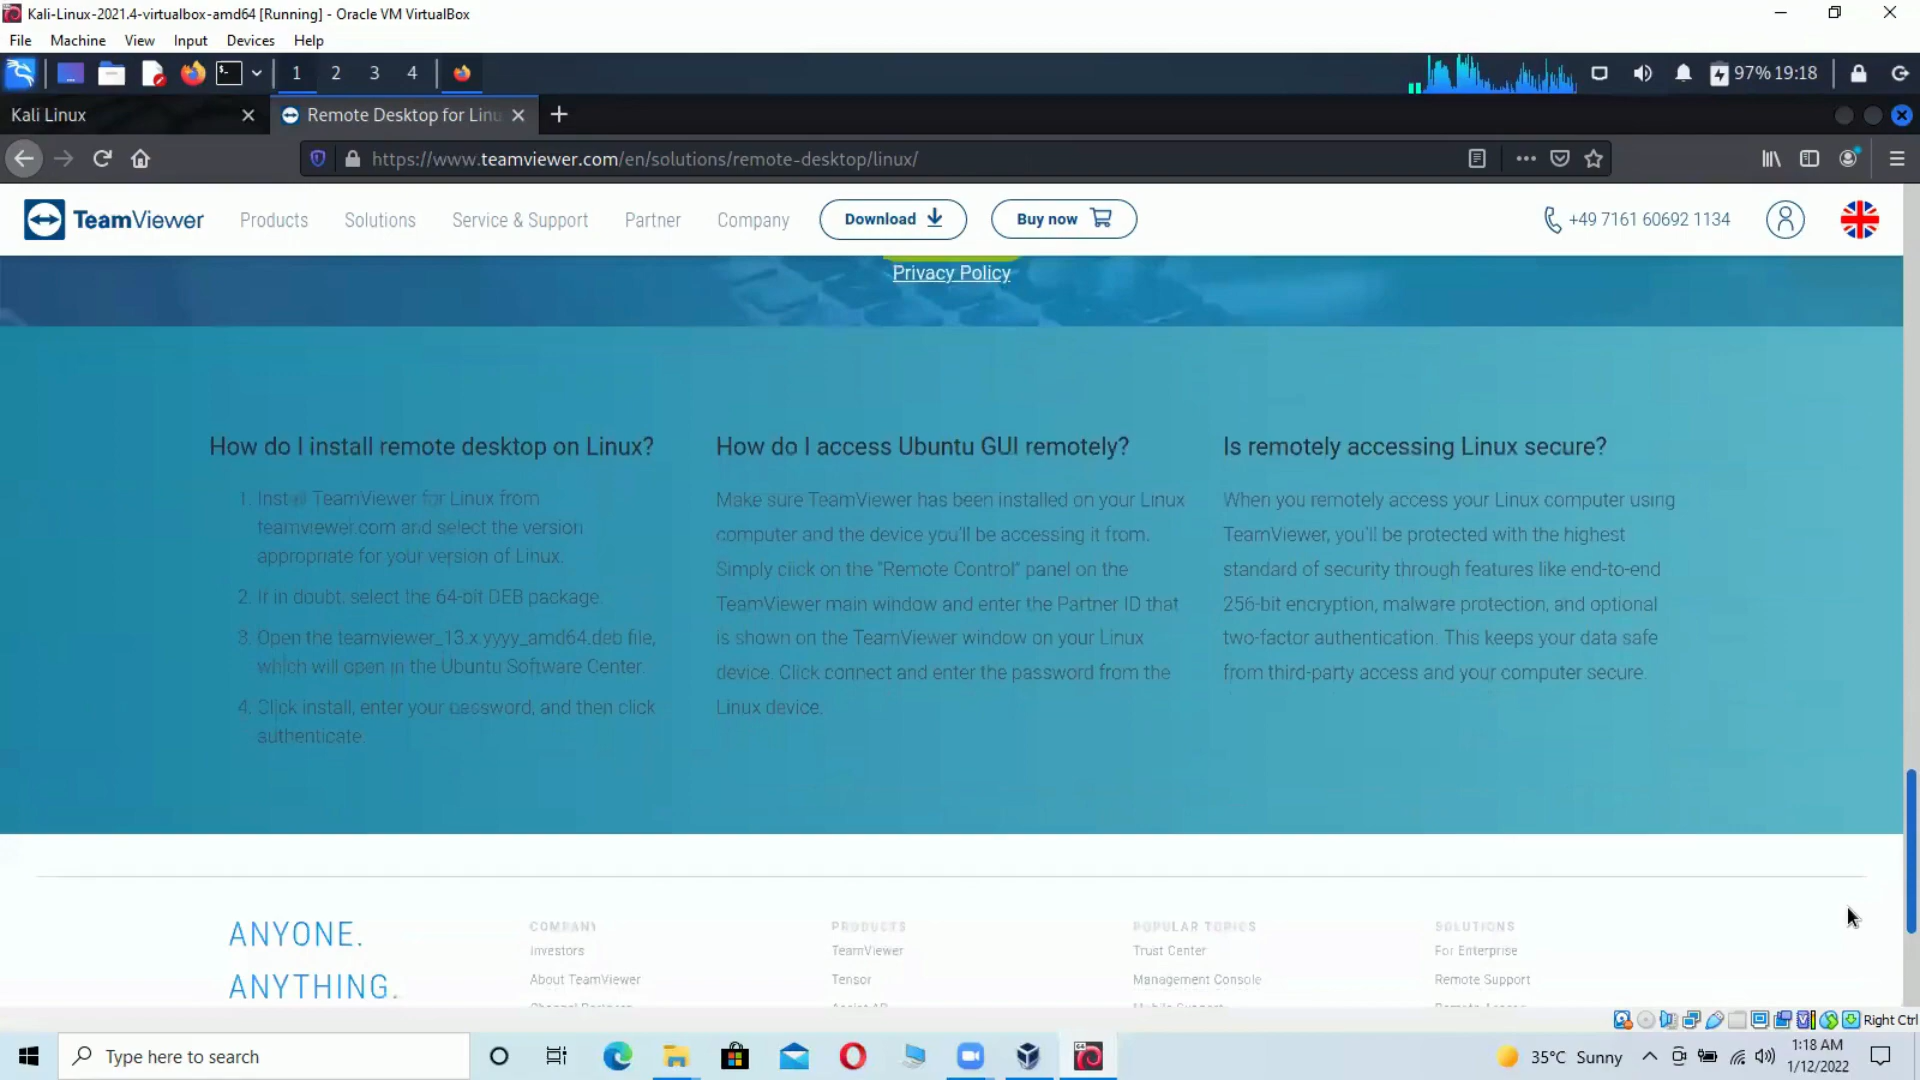 Kali-Linux-2021.4-virtualbox-amd64 [Running] - Oracle VM VirtualBox
File Machine View Input Devices Help
1 2 3 4
97% 19:18
Kali Linux
Remote Desktop for Linu
https://www.teamviewer.com/en/solutions/remote-desktop/linux/
TeamViewer Products Solutions Service & Support Partner Company Download Buy now +49 7161 60692 1134
Privacy Policy
How do I install remote desktop on Linux?
1. Install TeamViewer for Linux from
teamviewer.com and select the version
appropriate for your version of Linux.
2. If in doubt, select the 64-bit DEB package.
3. Open the teamviewer_13.x.yyyy_amd64.deb file,
which will open in the Ubuntu Software Center.
4. Click install, enter your password, and then click
authenticate.
How do I access Ubuntu GUI remotely?
Make sure TeamViewer has been installed on your Linux
computer and the device you'll be accessing it from.
Simply click on the "Remote Control" panel on the
TeamViewer main window and enter the Partner ID that
is shown on the TeamViewer window on your Linux
device. Click connect and enter the password from the
Linux device.
Is remotely accessing Linux secure?
When you remotely access your Linux computer using
TeamViewer, you'll be protected with the highest
standard of security through features like end-to-end
256-bit encryption, malware protection, and optional
two-factor authentication. This keeps your data safe
from third-party access and your computer secure.
ANYONE.
ANYTHING.
COMPANY
Investors
About TeamViewer
PRODUCTS
TeamViewer
Tensor
POPULAR TOPICS
Trust Center
Management Console
SOLUTIONS
For Enterprise
Remote Support
Right Ctrl
Type here to search
35°C Sunny
1:18 AM
1/12/2022